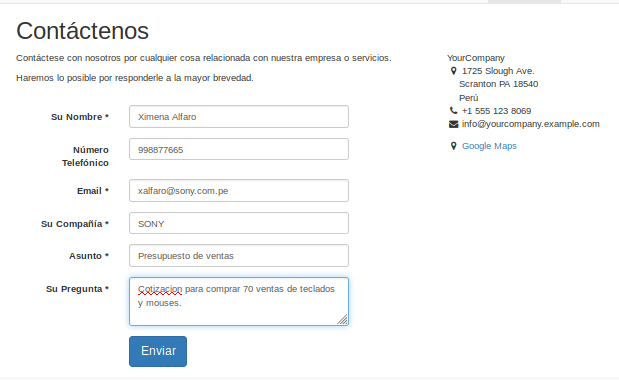 Contáctenos
Contáctese con nosotros por cualquier cosa relacionada con nuestra empresa o servicios.
Haremos lo posible por responderle a la mayor brevedad.
Su Nombre * Ximena Alfaro
Número Telefónico 998877665
Email * xalfaro@sony.com.pe
Su Compañía * SONY
Asunto * Presupuesto de ventas
Su Pregunta * Cotizacion para comprar 70 ventas de teclados
y mouses.
Enviar
YourCompany
1725 Slough Ave.
Scranton PA 18540
Perú
+1 555 123 8069
info@yourcompany.example.com
Google Maps